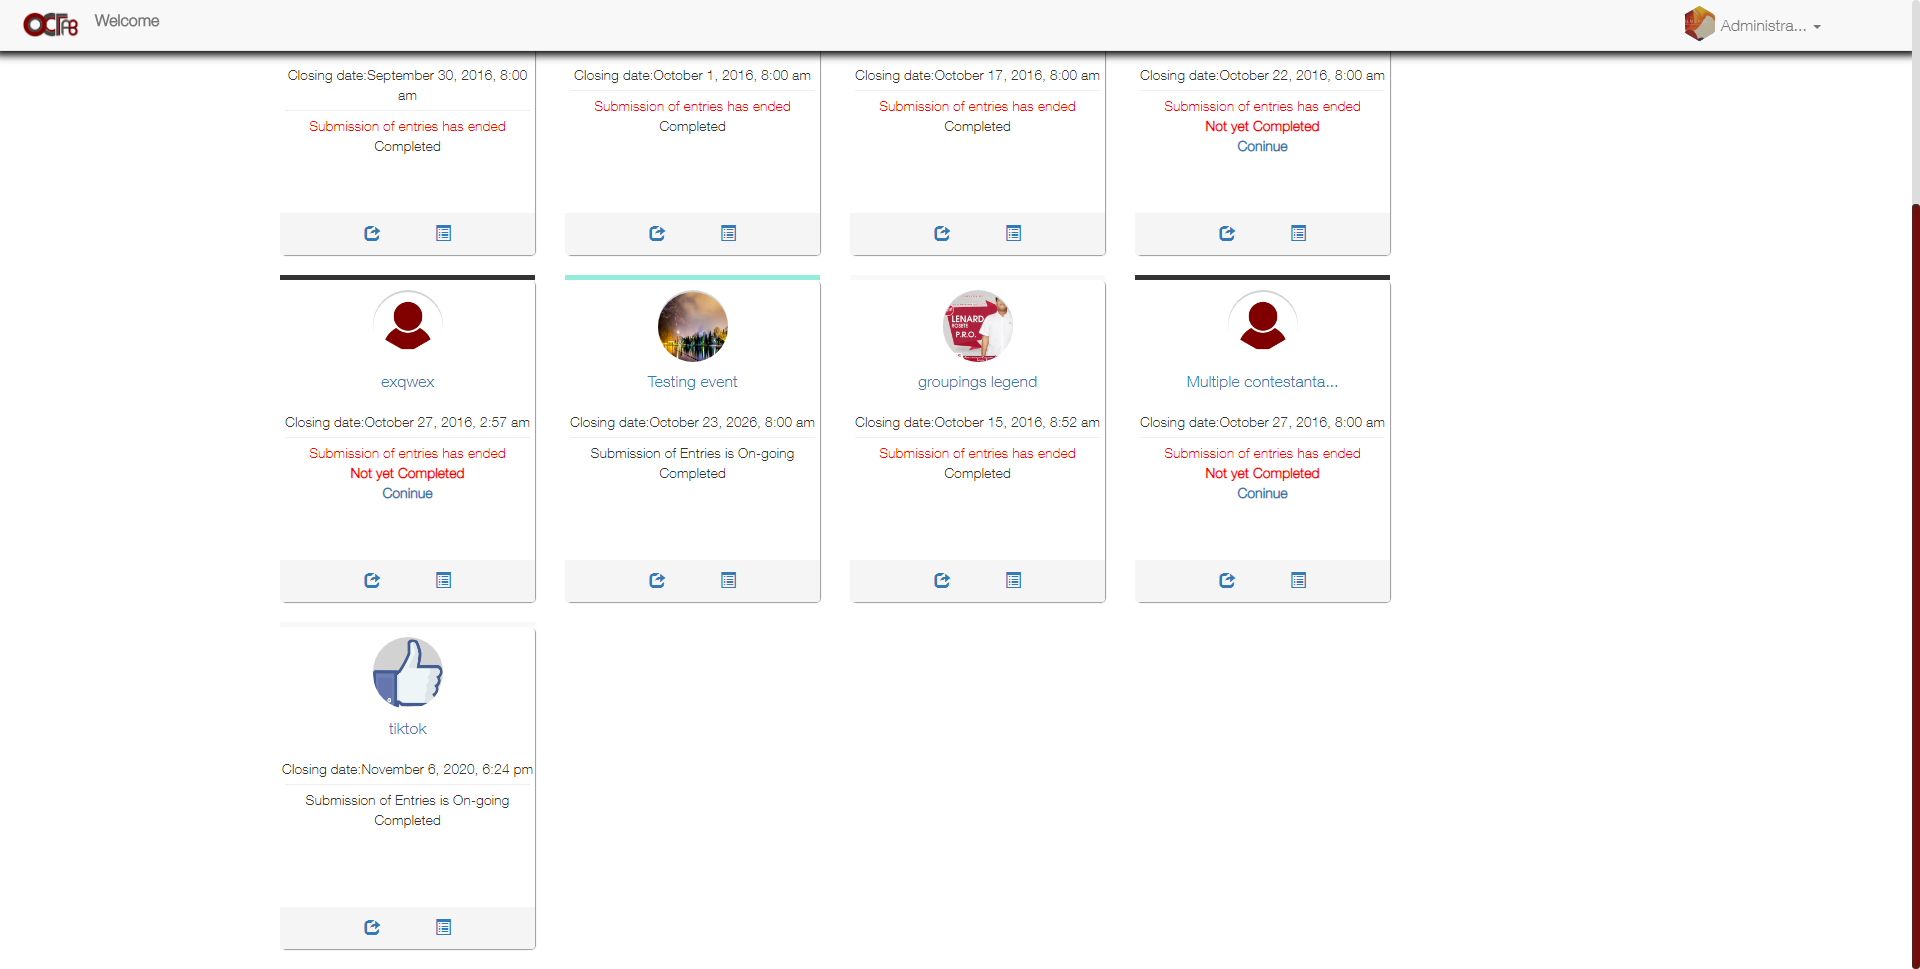 OCTAB Welcome Administra...
Closing date:September 30, 2016, 8:00
am
Submission of entries has ended
Completed
Closing date:October 1, 2016, 8:00 am
Submission of entries has ended
Completed
Closing date:October 17, 2016, 8:00 am
Submission of entries has ended
Completed
Closing date:October 22, 2016, 8:00 am
Submission of entries has ended
Not yet Completed
Coninue
exqwex
Closing date:October 27, 2016, 2:57 am
Submission of entries has ended
Not yet Completed
Coninue
Testing event
Closing date:October 23, 2026, 8:00 am
Submission of Entries is On-going
Completed
LENARD
ROSETE
P.R.O.
groupings legend
Closing date:October 15, 2016, 8:52 am
Submission of entries has ended
Completed
Multiple contestanta...
Closing date:October 27, 2016, 8:00 am
Submission of entries has ended
Not yet Completed
Coninue
tiktok
Closing date:November 6, 2020, 6:24 pm
Submission of Entries is On-going
Completed